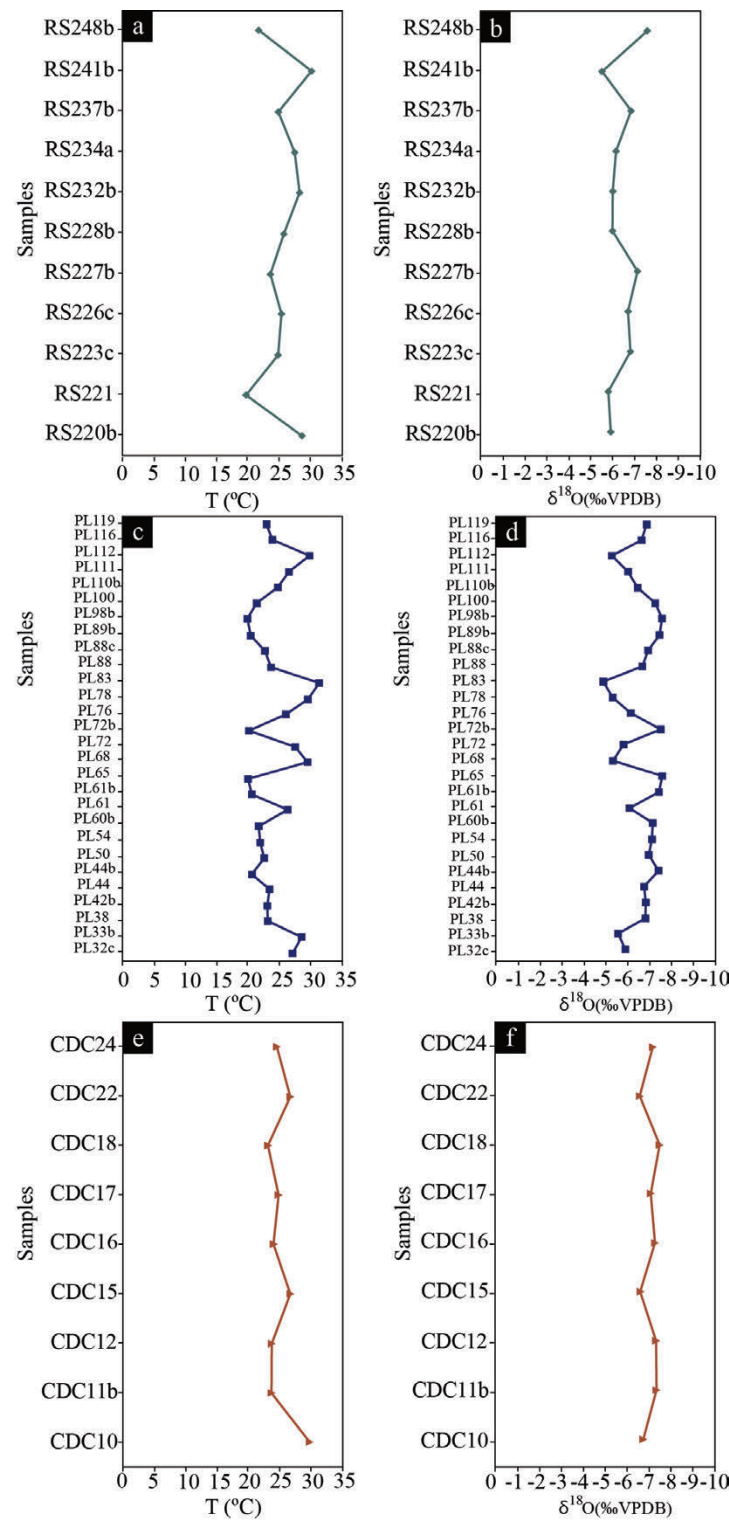 a
RS248b
RS241b
RS237b
RS234a
RS232b
RS228b
RS227b
RS226c
RS223c
RS221
RS220b
Samples
0 5 10 15 20 25 30 35
T (ºC)
b
RS248b
RS241b
RS237b
RS234a
RS232b
RS228b
RS227b
RS226c
RS223c
RS221
RS220b
Samples
0 -1 -2 -3 -4 -5 -6 -7 -8 -9 -10
δ¹⁸O(‰VPDB)
c
PL119
PL116
PL112
PL111
PL110b
PL100
PL98b
PL89b
PL88c
PL88
PL83
PL78
PL76
PL72b
PL72
PL68
PL65
PL61b
PL61
PL60b
PL54
PL50
PL44b
PL44
PL42b
PL38
PL33b
PL32c
Samples
0 5 10 15 20 25 30 35
T (ºC)
d
PL119
PL116
PL112
PL111
PL110b
PL100
PL98b
PL89b
PL88c
PL88
PL83
PL78
PL76
PL72b
PL72
PL68
PL65
PL61b
PL61
PL60b
PL54
PL50
PL44b
PL44
PL42b
PL38
PL33b
PL32c
Samples
0 -1 -2 -3 -4 -5 -6 -7 -8 -9 -10
δ¹⁸O(‰VPDB)
e
CDC24
CDC22
CDC18
CDC17
CDC16
CDC15
CDC12
CDC11b
CDC10
Samples
0 5 10 15 20 25 30 35
T (ºC)
f
CDC24
CDC22
CDC18
CDC17
CDC16
CDC15
CDC12
CDC11b
CDC10
Samples
0 -1 -2 -3 -4 -5 -6 -7 -8 -9 -10
δ¹⁸O(‰VPDB)